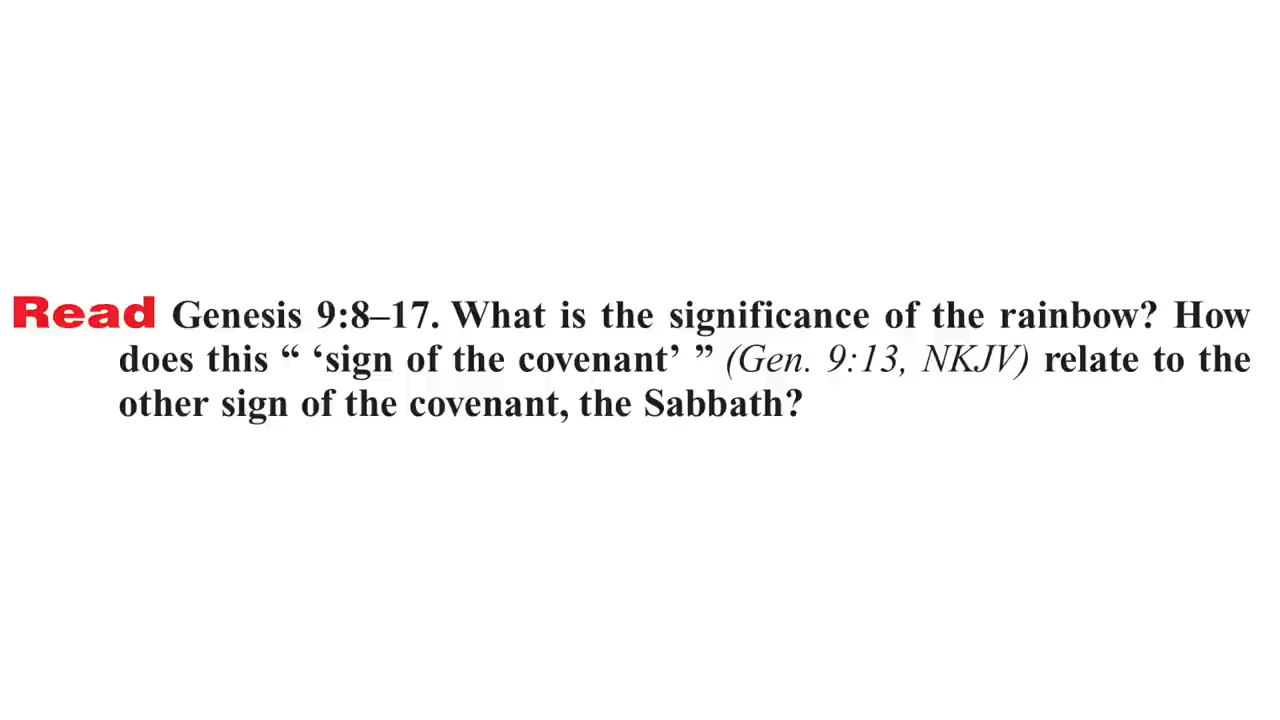 Read Genesis 9:8–17. What is the significance of the rainbow? How
does this “ ‘sign of the covenant’ ” (Gen. 9:13, NKJV) relate to the
other sign of the covenant, the Sabbath?